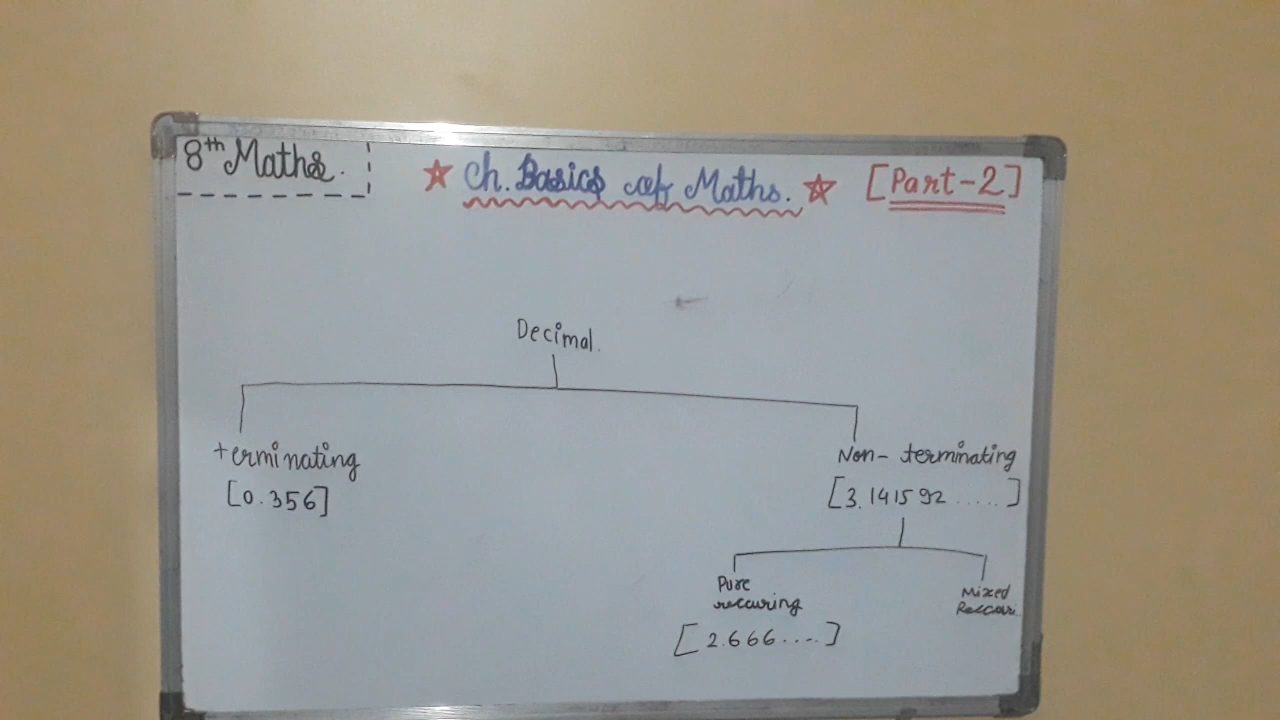 8th Maths.
★ Ch. Basics of Maths. ★ [Part-2]
Decimal.
terminating
[0.356]
Non- terminating
[3.141592.....]
Pure
reccuring
[2.666....]
Mixed